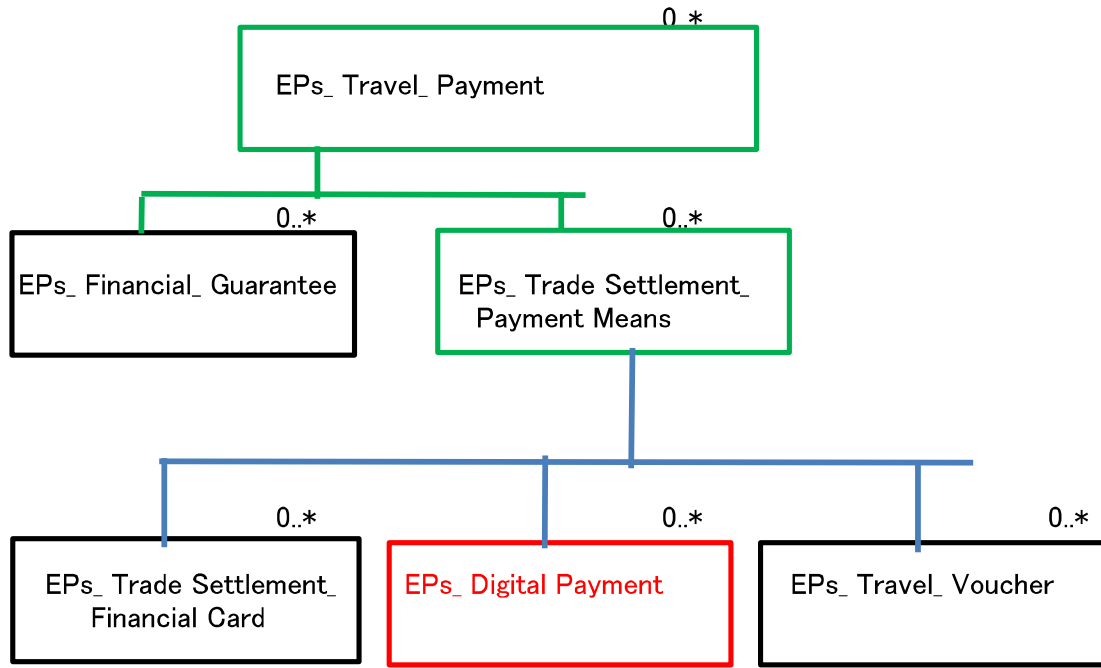 0..*
EPs_ Travel_ Payment
0..*
0..*
EPs_ Financial_ Guarantee
EPs_ Trade Settlement_
Payment Means
0..*
0..*
0..*
EPs_ Trade Settlement_
Financial Card
EPs_ Digital Payment
EPs_ Travel_ Voucher